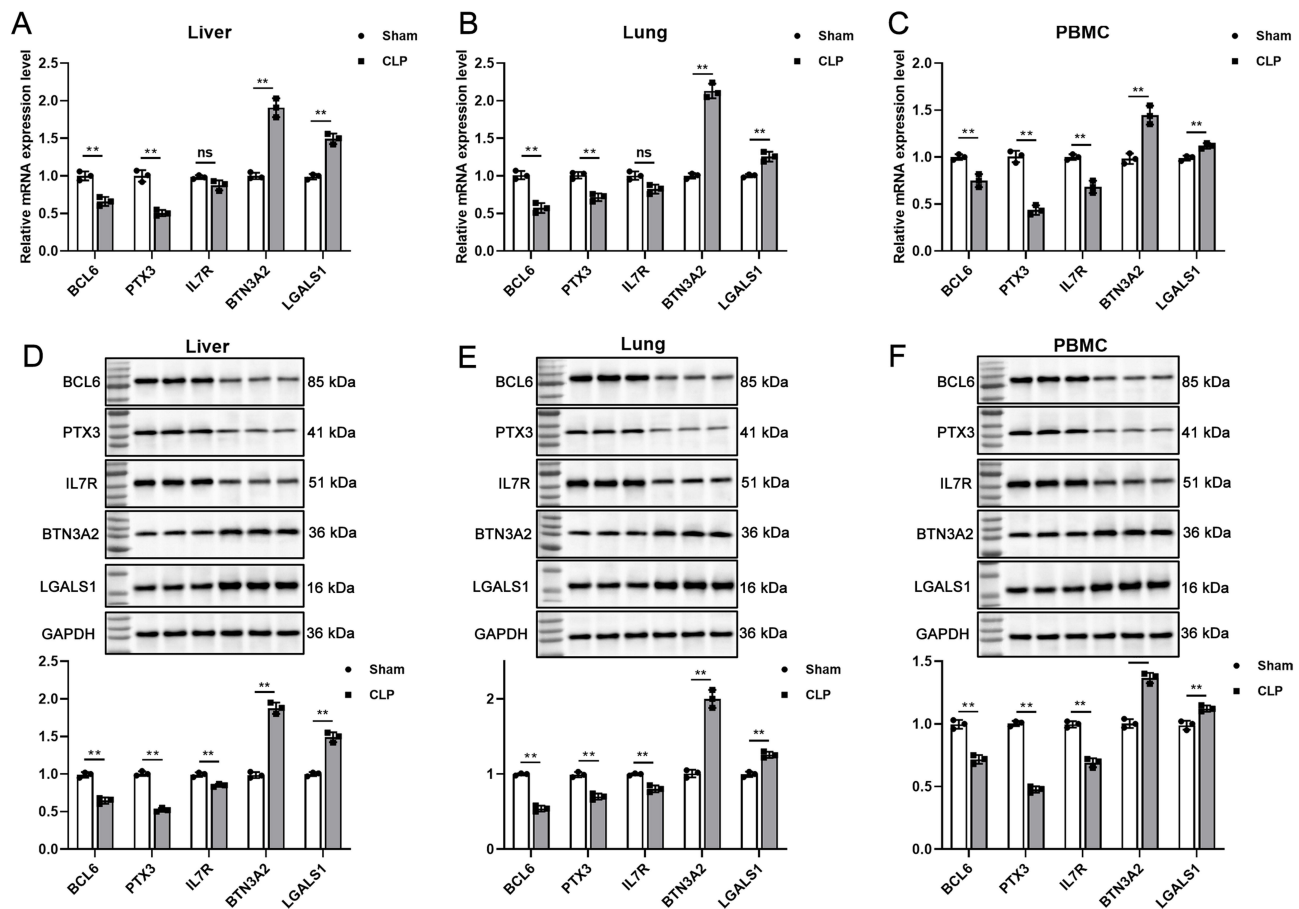 A
Liver
Sham
CLP
Relative mRNA expression level
2.5
2.0
1.5
1.0
0.5
0.0
**
**
ns
**
**
BCL6
PTX3
IL7R
BTN3A2
LGALS1
B
Lung
Sham
CLP
Relative mRNA expression level
2.5
2.0
1.5
1.0
0.5
0.0
**
**
ns
**
**
BCL6
PTX3
IL7R
BTN3A2
LGALS1
C
PBMC
Sham
CLP
Relative mRNA expression level
2.0
1.5
1.0
0.5
0.0
**
**
**
**
**
BCL6
PTX3
IL7R
BTN3A2
LGALS1
D
Liver
BCL6 85 kDa
PTX3 41 kDa
IL7R 51 kDa
BTN3A2 36 kDa
LGALS1 16 kDa
GAPDH 36 kDa
Sham
CLP
2.5
2.0
1.5
1.0
0.5
0.0
**
**
**
**
**
BCL6
PTX3
IL7R
BTN3A2
LGALS1
E
Lung
BCL6 85 kDa
PTX3 41 kDa
IL7R 51 kDa
BTN3A2 36 kDa
LGALS1 16 kDa
GAPDH 36 kDa
Sham
CLP
2
1
0
**
**
**
**
**
BCL6
PTX3
IL7R
BTN3A2
LGALS1
F
PBMC
BCL6 85 kDa
PTX3 41 kDa
IL7R 51 kDa
BTN3A2 36 kDa
LGALS1 16 kDa
GAPDH 36 kDa
Sham
CLP
1.5
1.0
0.5
0.0
**
**
**
**
BCL6
PTX3
IL7R
BTN3A2
LGALS1